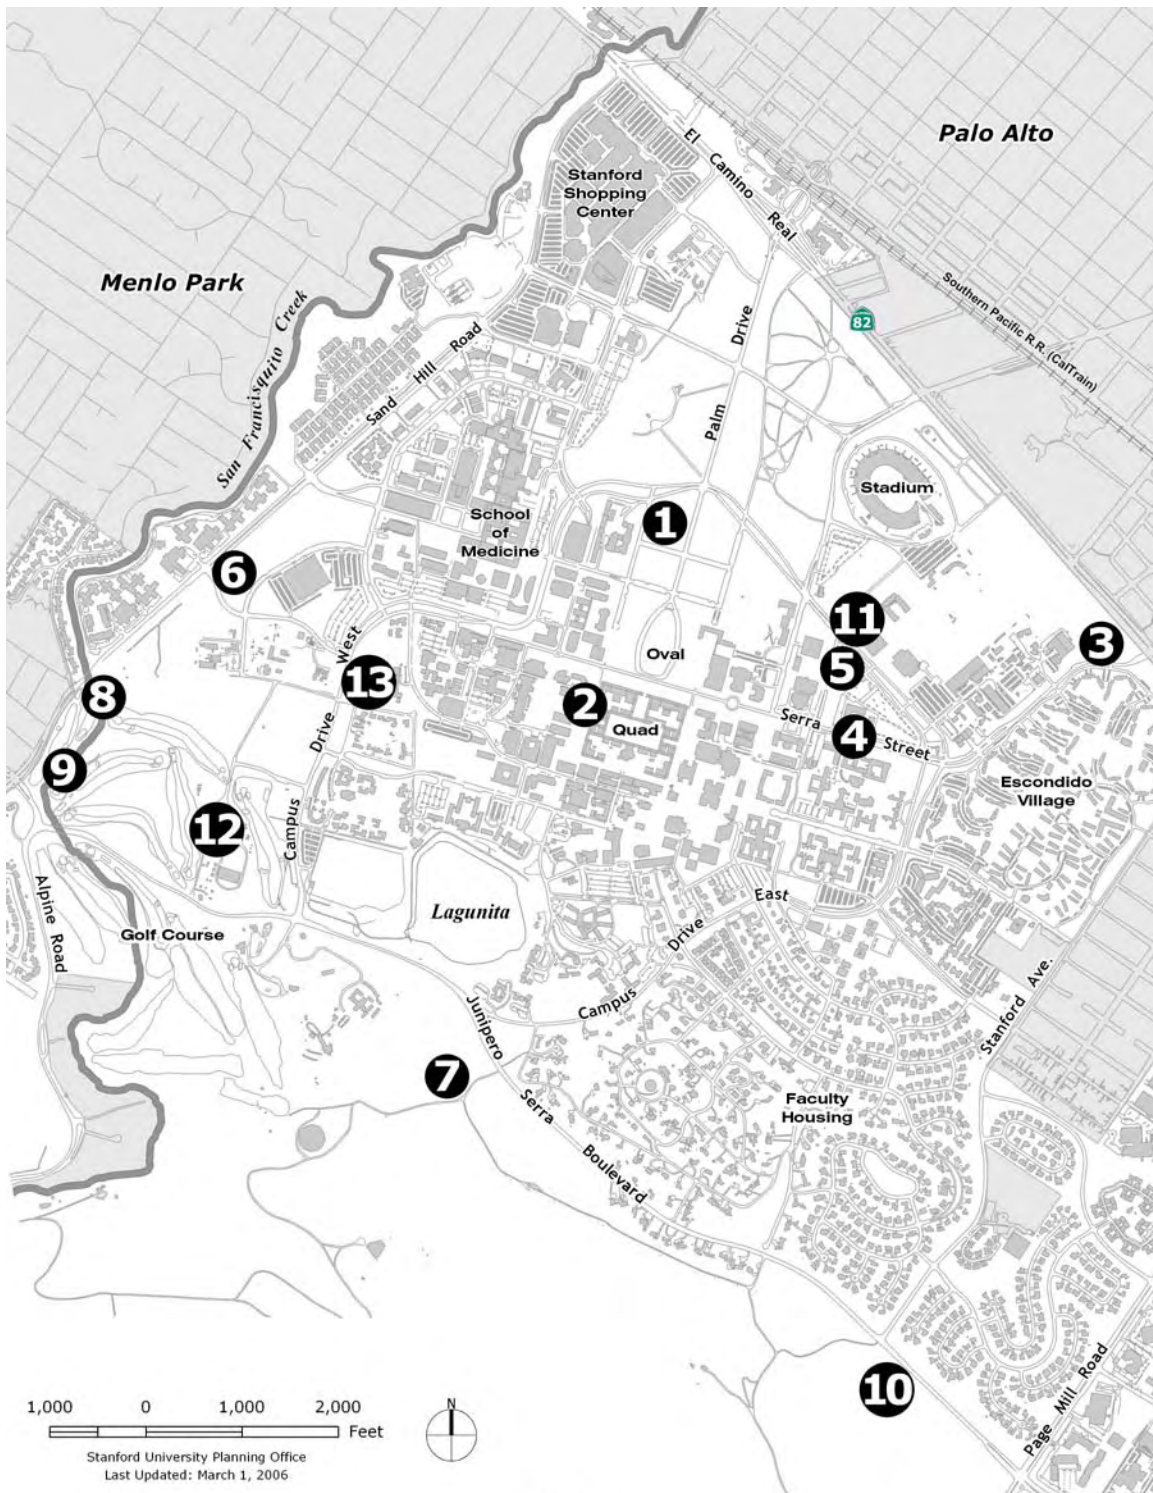 Palo Alto
El Camino Real
Stanford
Shopping
Center
Menlo Park
San Francisquito Creek
Southern Pacific R.R. (CalTrain)
82
Sand Hill Road
Palm Drive
Stadium
School
of
Medicine
1
6
11
3
Oval
5
8
13
2
Quad
Serra Street
4
9
Campus Drive West
Escondido
Village
12
Alpine Road
Golf Course
Lagunita
Campus Drive East
Stanford Ave.
Junipero Serra Boulevard
7
Faculty
Housing
10
Page Mill Road
1,000 0 1,000 2,000
Feet
N
Stanford University Planning Office
Last Updated: March 1, 2006